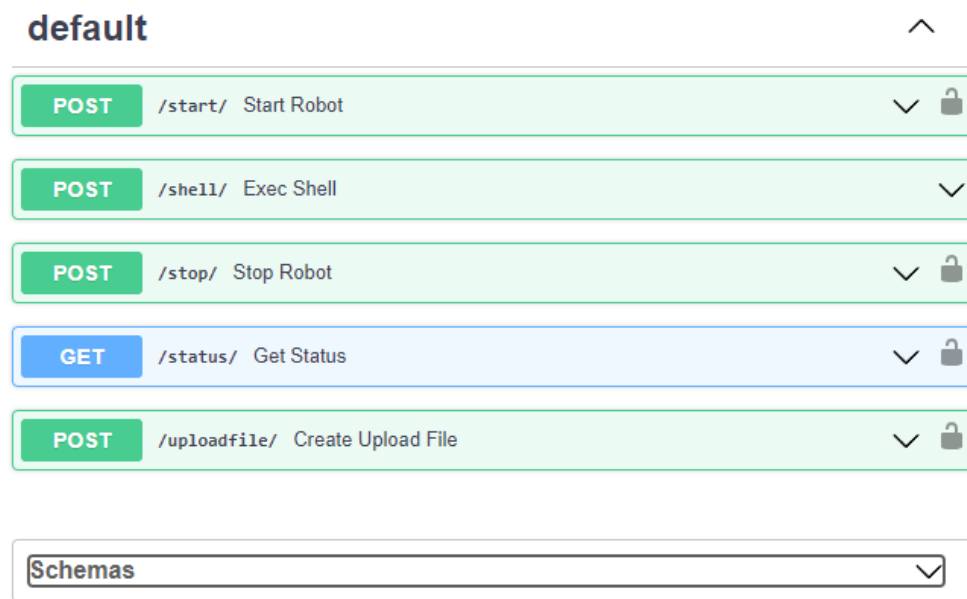 default
POST /start/ Start Robot
POST /shell/ Exec Shell
POST /stop/ Stop Robot
GET /status/ Get Status
POST /uploadfile/ Create Upload File
Schemas